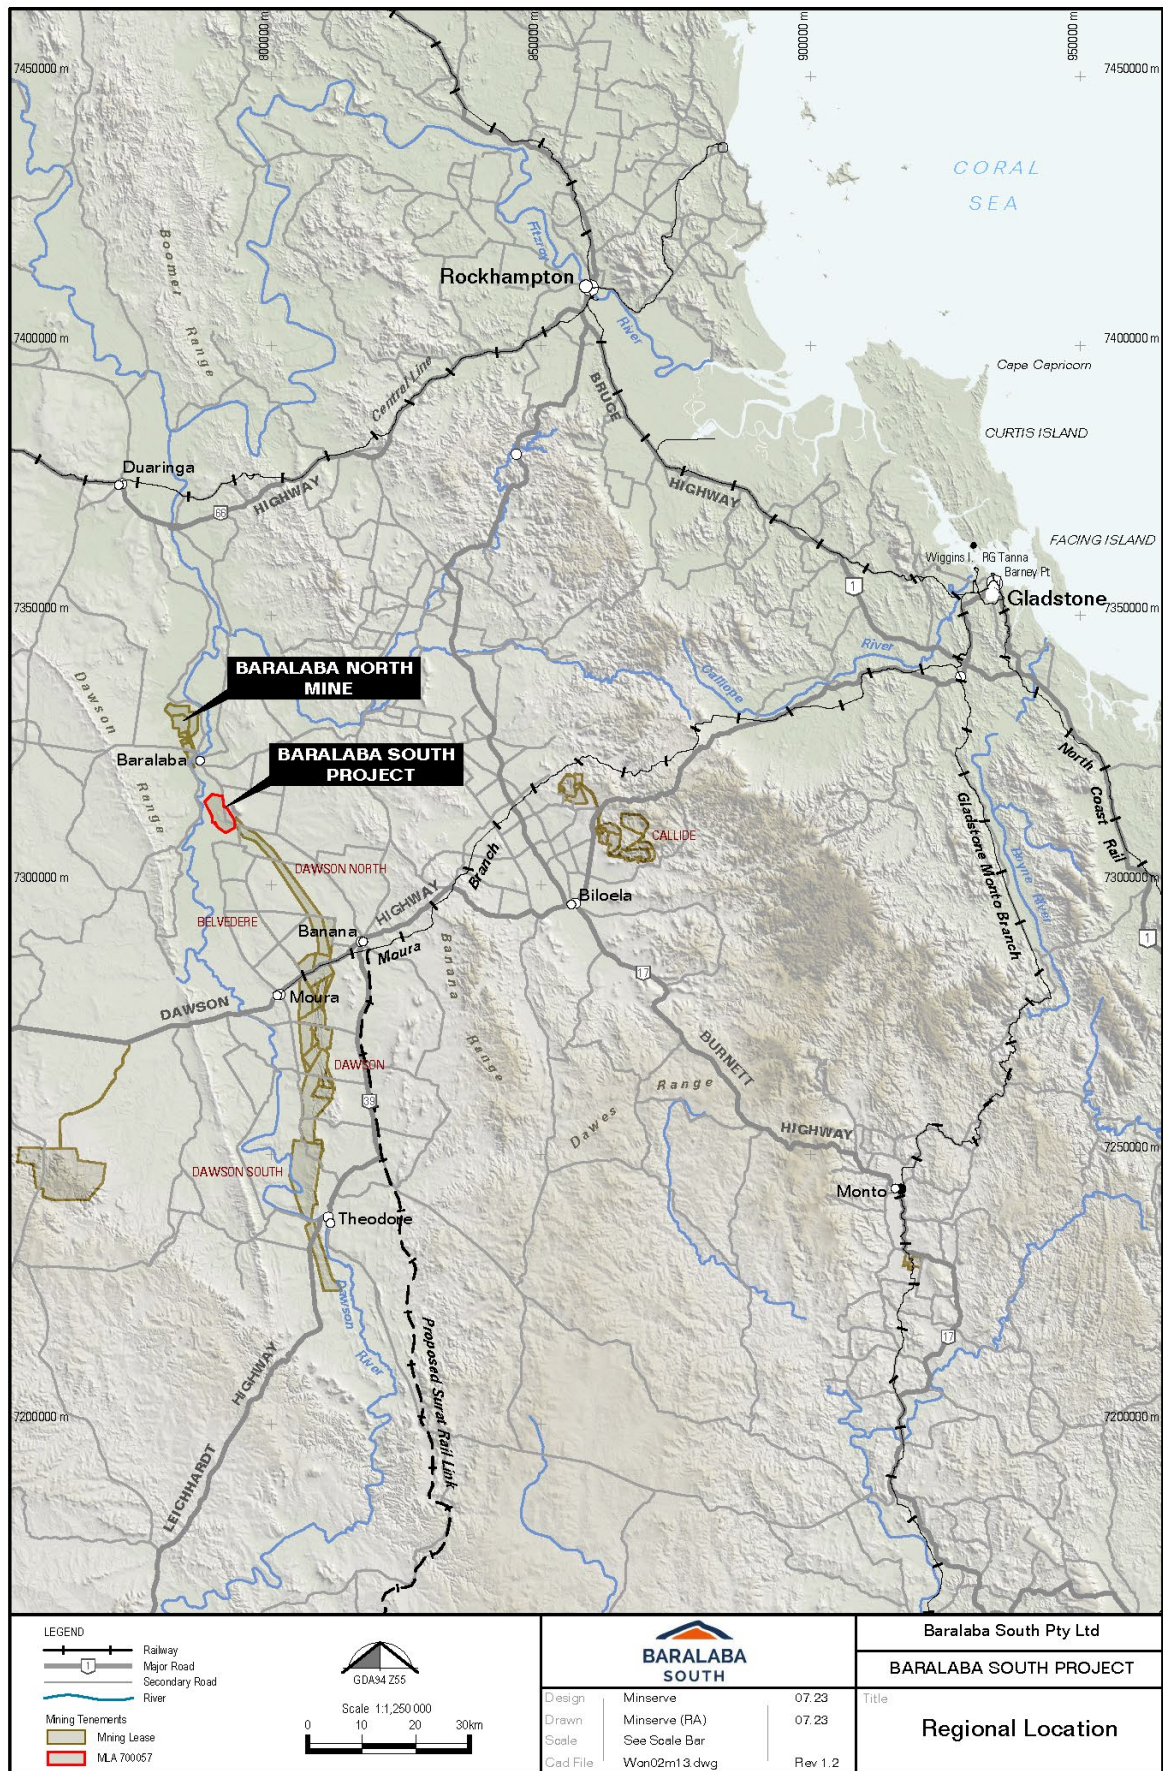 800000 m
850000 m
900000 m
950000 m
7450000 m
7450000 m
CORAL
SEA
Boomer
Range
Fitzroy
River
Rockhampton
7400000 m
7400000 m
Cape Capricorn
Central Line
BRUCE
HIGHWAY
CURTIS ISLAND
Duaringa
66
HIGHWAY
FACING ISLAND
Wiggins I.
RG Tanna
Barney Pt
1
Gladstone
7350000 m
7350000 m
River
Calliope
BARALABA NORTH
MINE
Dawson
Range
Baralaba
BARALABA SOUTH
PROJECT
North
Coast
Rail
Gladstone Monto Branch
Boyne
River
CALLIDE
DAWSON NORTH
Branch
7300000 m
7300000 m
HIGHWAY
Biloela
BELVEDERE
Banana
Moura
1
Banana
Range
17
Moura
DAWSON
BURNETT
DAWSON
Range
39
Dawes
HIGHWAY
7250000 m
7250000 m
DAWSON SOUTH
Monto
Theodore
Dawson
River
Proposed Surat Rail Link
17
HIGHWAY
LEICHHARDT
7200000 m
7200000 m
LEGEND
Railway
1
Major Road
Secondary Road
River
Mining Tenements
Mining Lease
MLA 700057
GDA94 Z55
Scale 1:1,250 000
0 10 20 30km
BARALABA
SOUTH
Design Minserve 07.23
Drawn Minserve (RA) 07.23
Scale See Scale Bar
Cad File Won02m13.dwg Rev 1.2
Baralaba South Pty Ltd
BARALABA SOUTH PROJECT
Title
Regional Location